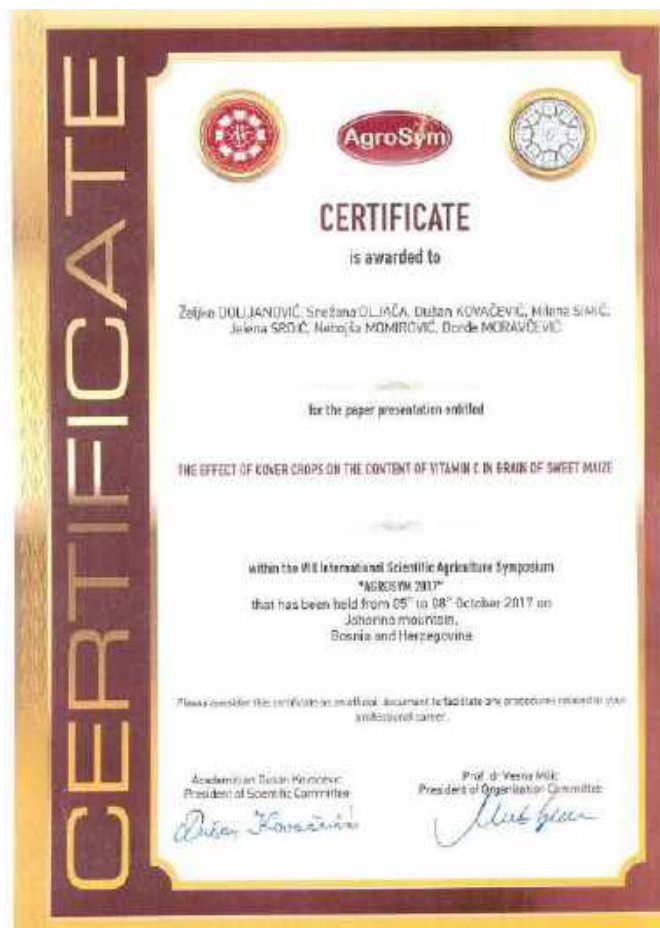 CERTIFICATE
AgroSym
CERTIFICATE
is awarded to
Željko DOLIJANOVIĆ, Snežana OLJAČA, Dušan KOVAČEVIĆ, Milena SIMIĆ,
Jelena SRDIĆ, Nebojša MOMIROVIĆ, Đorđe MORAVČEVIĆ
for the paper presentation entitled
THE EFFECT OF COVER CROPS ON THE CONTENT OF VITAMIN C IN GRAIN OF SWEET MAIZE
within the VIII International Scientific Agriculture Symposium
"AGROSYM 2017"
that has been held from 05th to 08th October 2017 on
Jahorina mountain,
Bosnia and Herzegovina
Please consider this certificate as an official document to facilitate any procedures related to your
professional career.
Academician Dušan Kovačević
President of Scientific Committee
Dušan Kovačević
Prof. dr Vesna Milić
President of Organization Committee